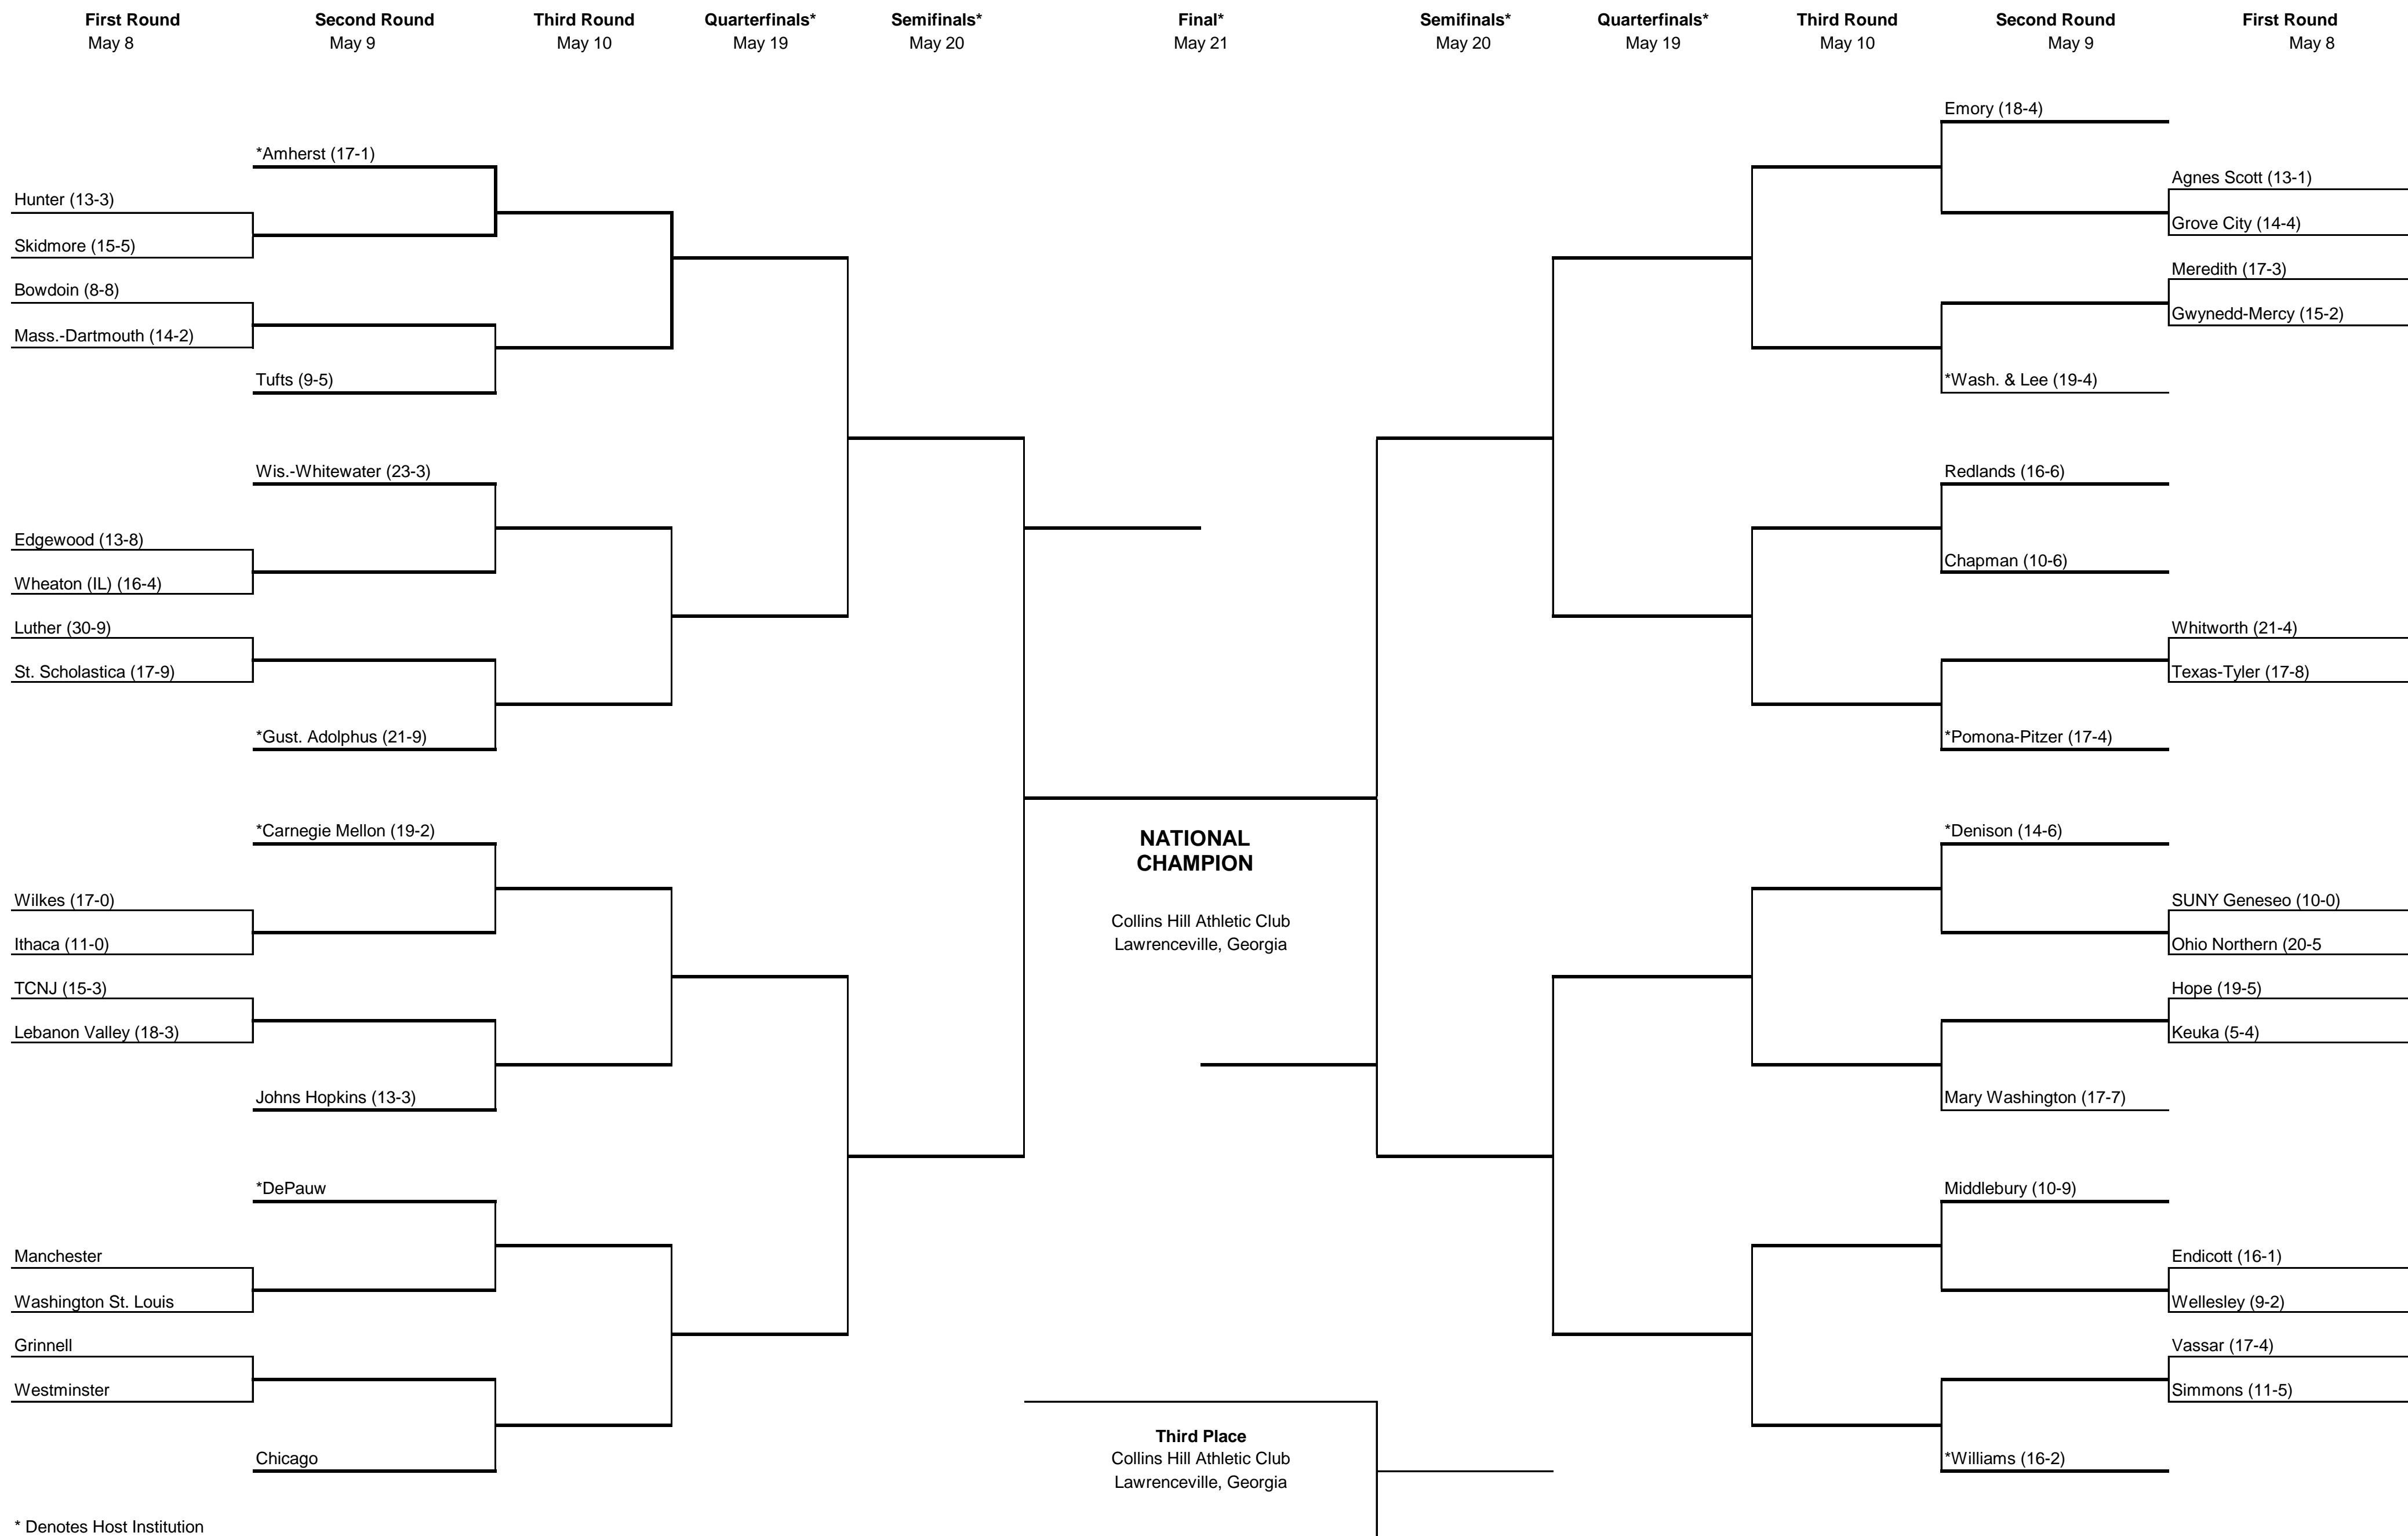 First Round
May 8
Second Round
May 9
Third Round
May 10
Quarterfinals*
May 19
Semifinals*
May 20
Final*
May 21
Semifinals*
May 20
Quarterfinals*
May 19
Third Round
May 10
Second Round
May 9
First Round
May 8
*Amherst (17-1)
Hunter (13-3)
Skidmore (15-5)
Bowdoin (8-8)
Mass.-Dartmouth (14-2)
Tufts (9-5)
Wis.-Whitewater (23-3)
Edgewood (13-8)
Wheaton (IL) (16-4)
Luther (30-9)
St. Scholastica (17-9)
*Gust. Adolphus (21-9)
*Carnegie Mellon (19-2)
Wilkes (17-0)
Ithaca (11-0)
TCNJ (15-3)
Lebanon Valley (18-3)
Johns Hopkins (13-3)
*DePauw
Manchester
Washington St. Louis
Grinnell
Westminster
Chicago
* Denotes Host Institution
NATIONAL
CHAMPION
Collins Hill Athletic Club
Lawrenceville, Georgia
Third Place
Collins Hill Athletic Club
Lawrenceville, Georgia
Emory (18-4)
Agnes Scott (13-1)
Grove City (14-4)
Meredith (17-3)
Gwynedd-Mercy (15-2)
*Wash. & Lee (19-4)
Redlands (16-6)
Chapman (10-6)
Whitworth (21-4)
Texas-Tyler (17-8)
*Pomona-Pitzer (17-4)
*Denison (14-6)
SUNY Geneseo (10-0)
Ohio Northern (20-5
Hope (19-5)
Keuka (5-4)
Mary Washington (17-7)
Middlebury (10-9)
Endicott (16-1)
Wellesley (9-2)
Vassar (17-4)
Simmons (11-5)
*Williams (16-2)